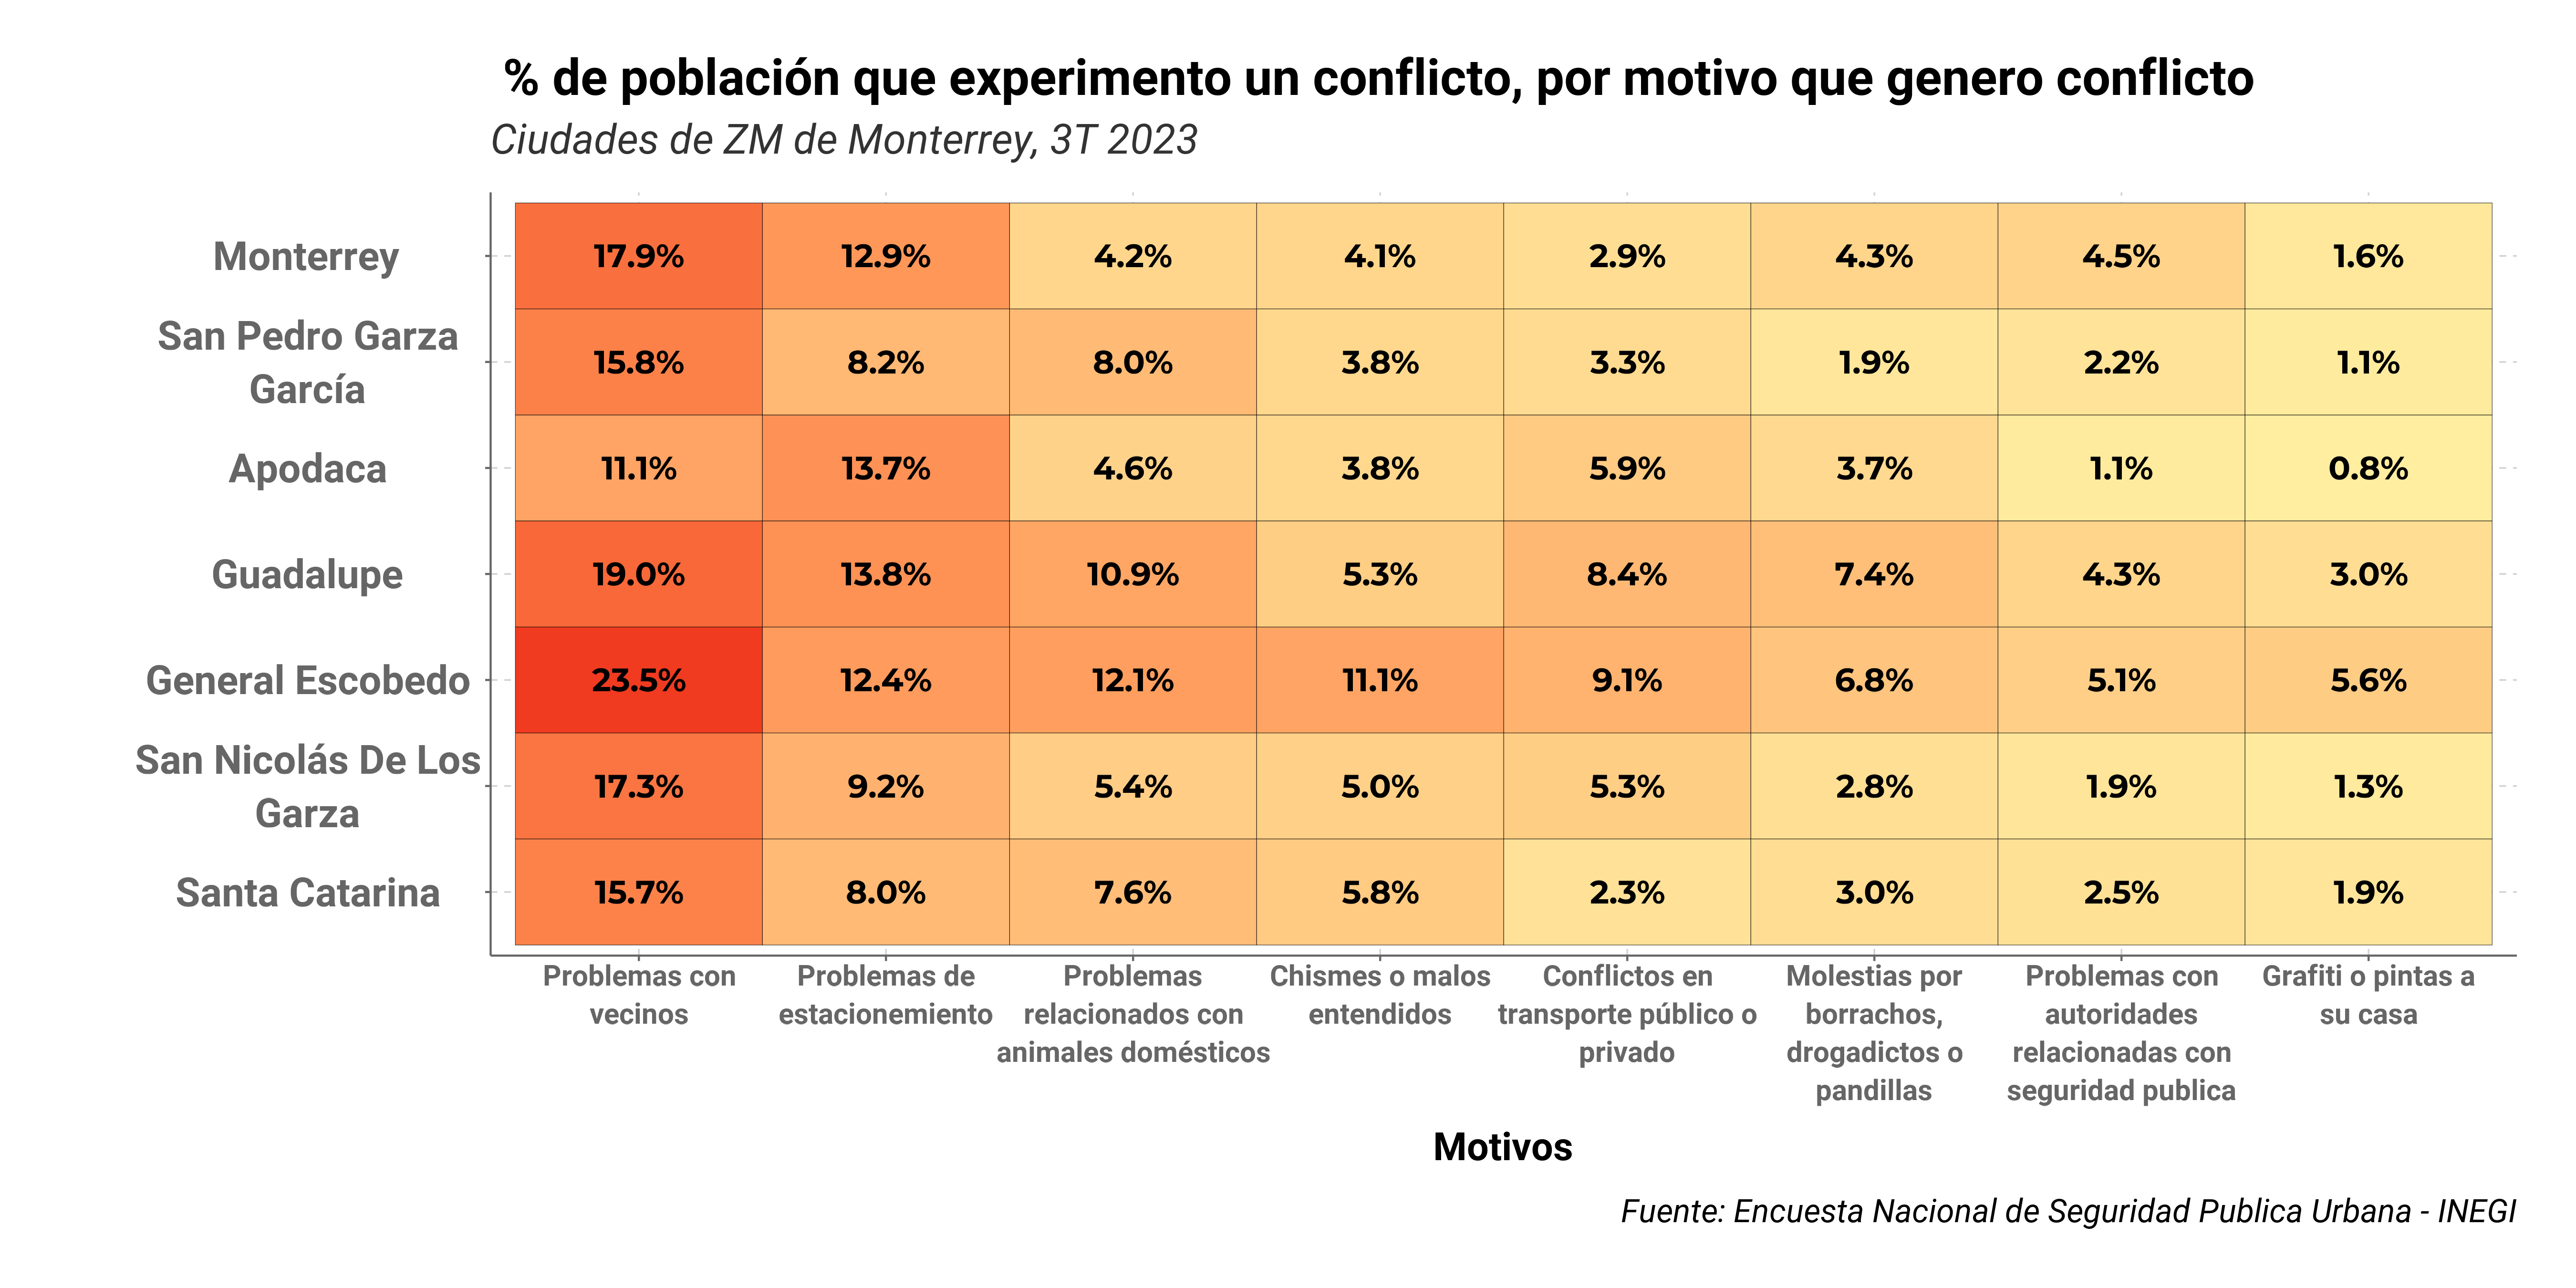 % de población que experimento un conflicto, por motivo que genero conflicto
Ciudades de ZM de Monterrey, 3T 2023
Monterrey
17.9% 12.9% 4.2% 4.1% 2.9% 4.3% 4.5% 1.6%
San Pedro Garza
García
15.8% 8.2% 8.0% 3.8% 3.3% 1.9% 2.2% 1.1%
Apodaca
11.1% 13.7% 4.6% 3.8% 5.9% 3.7% 1.1% 0.8%
Guadalupe
19.0% 13.8% 10.9% 5.3% 8.4% 7.4% 4.3% 3.0%
General Escobedo
23.5% 12.4% 12.1% 11.1% 9.1% 6.8% 5.1% 5.6%
San Nicolás De Los
Garza
17.3% 9.2% 5.4% 5.0% 5.3% 2.8% 1.9% 1.3%
Santa Catarina
15.7% 8.0% 7.6% 5.8% 2.3% 3.0% 2.5% 1.9%
Problemas con
vecinos
Problemas de
estacionemiento
Problemas
relacionados con
animales domésticos
Chismes o malos
entendidos
Conflictos en
transporte público o
privado
Molestias por
borrachos,
drogadictos o
pandillas
Problemas con
autoridades
relacionadas con
seguridad publica
Grafiti o pintas a
su casa
Motivos
Fuente: Encuesta Nacional de Seguridad Publica Urbana - INEGI